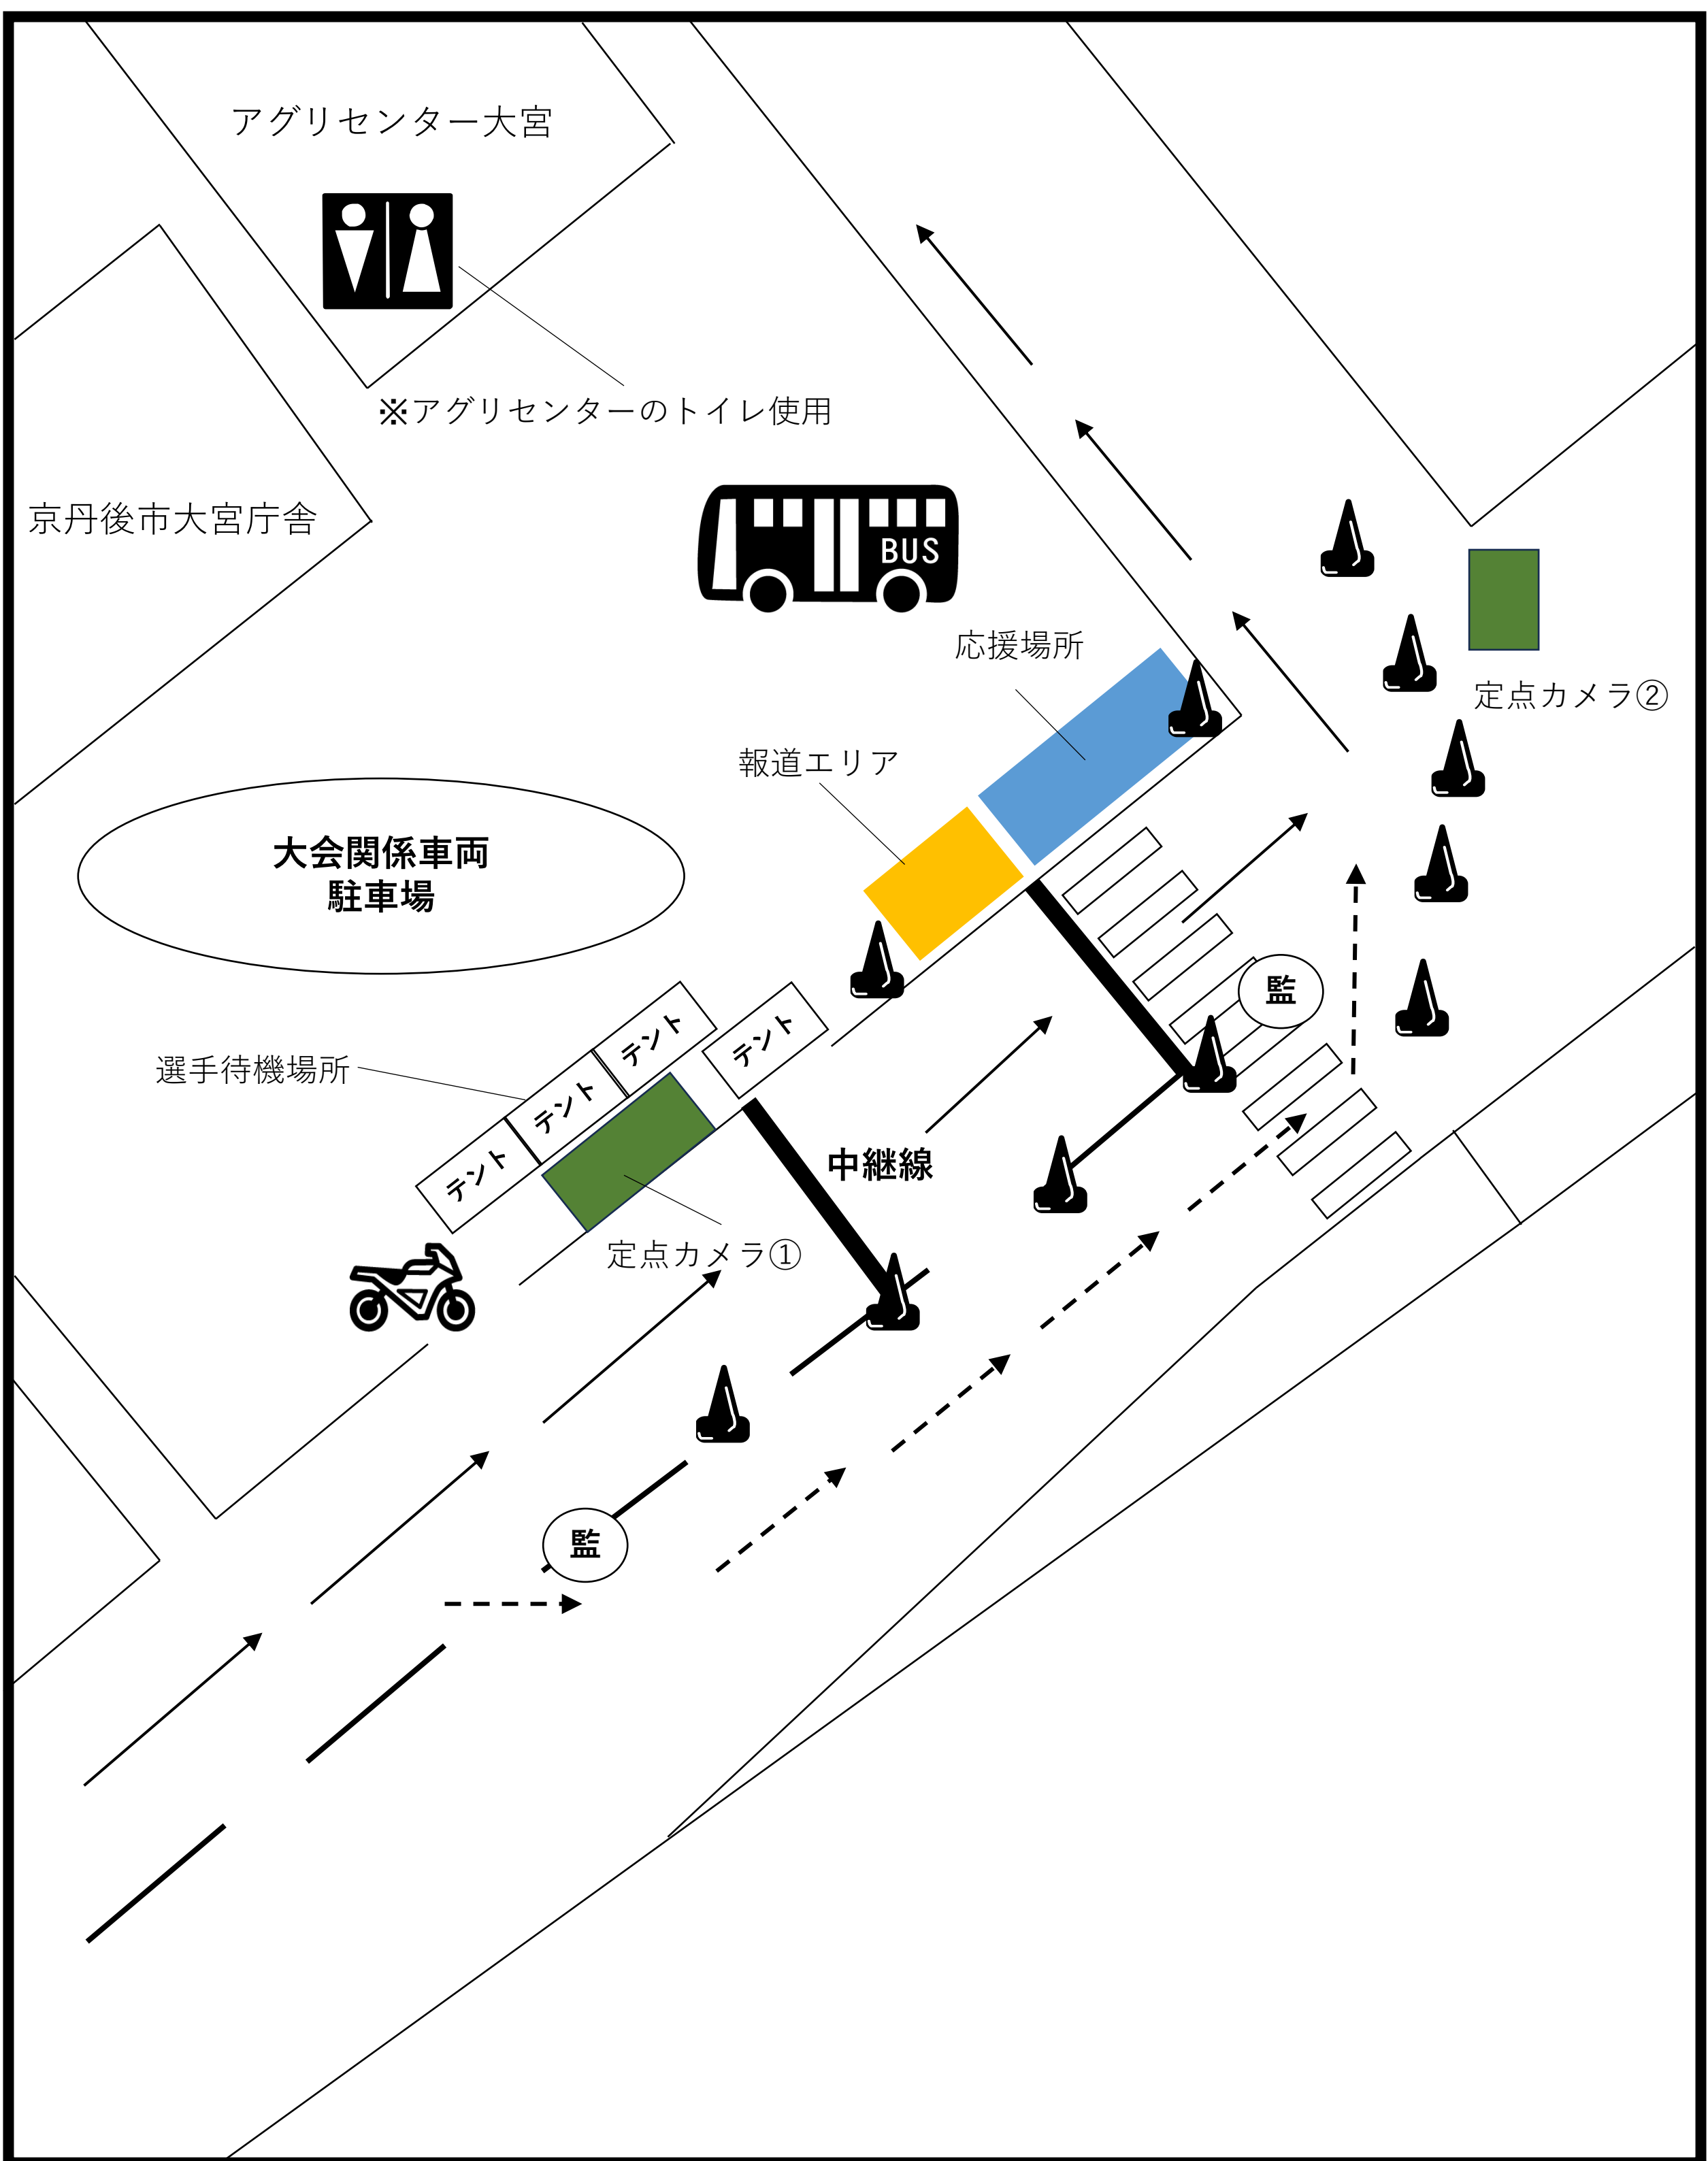 アグリセンター大宮
※アグリセンターのトイレ使用
京丹後市大宮庁舎
BUS
応援場所
定点カメラ②
報道エリア
大会関係車両
駐車場
監
テント
テント
選手待機場所
テント
テント
中継線
定点カメラ①
監